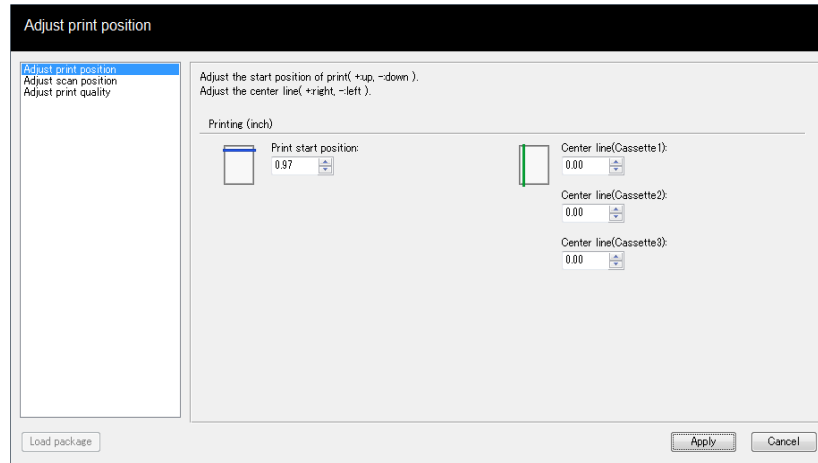 Adjust print position
Adjust print position
Adjust scan position
Adjust print quality
Adjust the start position of print( +:up, -:down ).
Adjust the center line( +:right, -:left ).
Printing (inch)
Print start position:
0.97
Center line(Cassette1):
0.00
Center line(Cassette2):
0.00
Center line(Cassette3):
0.00
Load package
Apply
Cancel